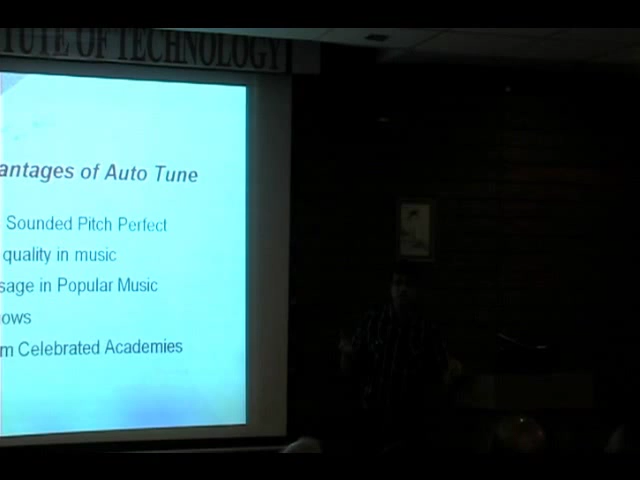 TUTE OF TECHNOLOGY
antages of Auto Tune
Sounded Pitch Perfect
quality in music
sage in Popular Music
ows
m Celebrated Academies